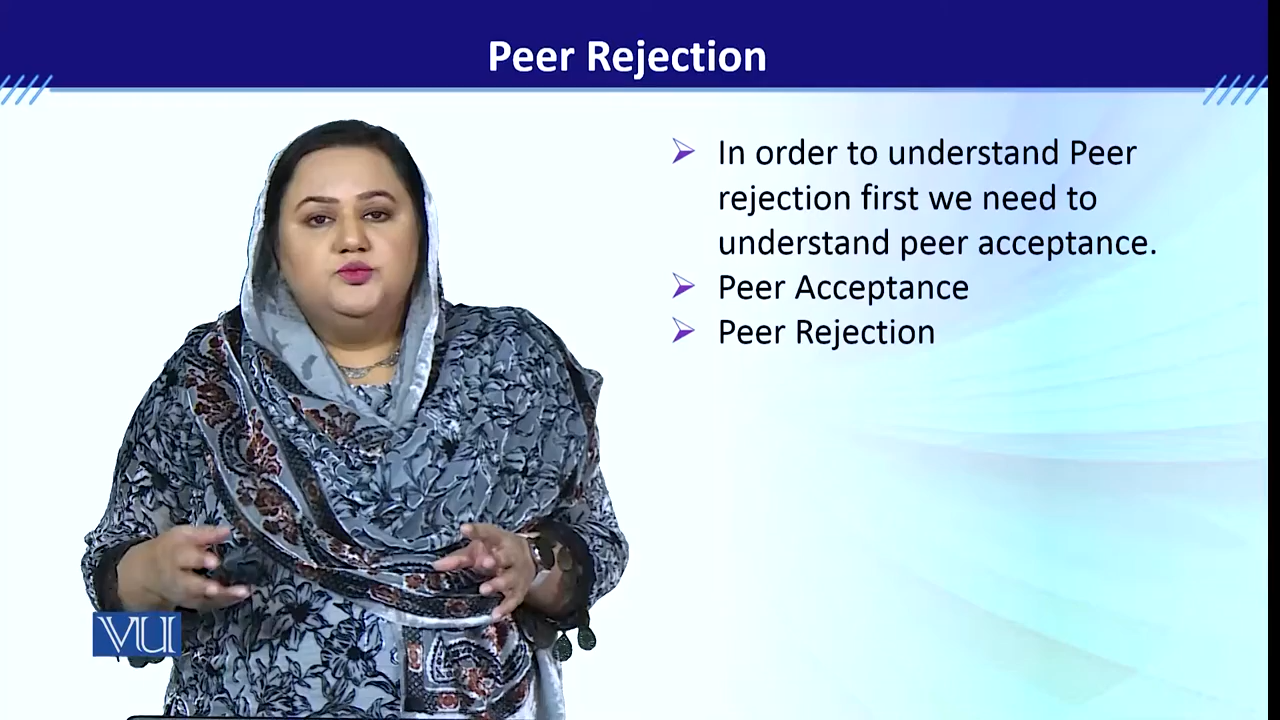 Peer Rejection
In order to understand Peer
rejection first we need to
understand peer acceptance.
Peer Acceptance
Peer Rejection
VU